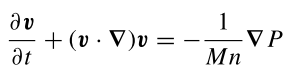 ∂𝒗/∂t + (𝒗 · ∇)𝒗 = −(1/Mn)∇P